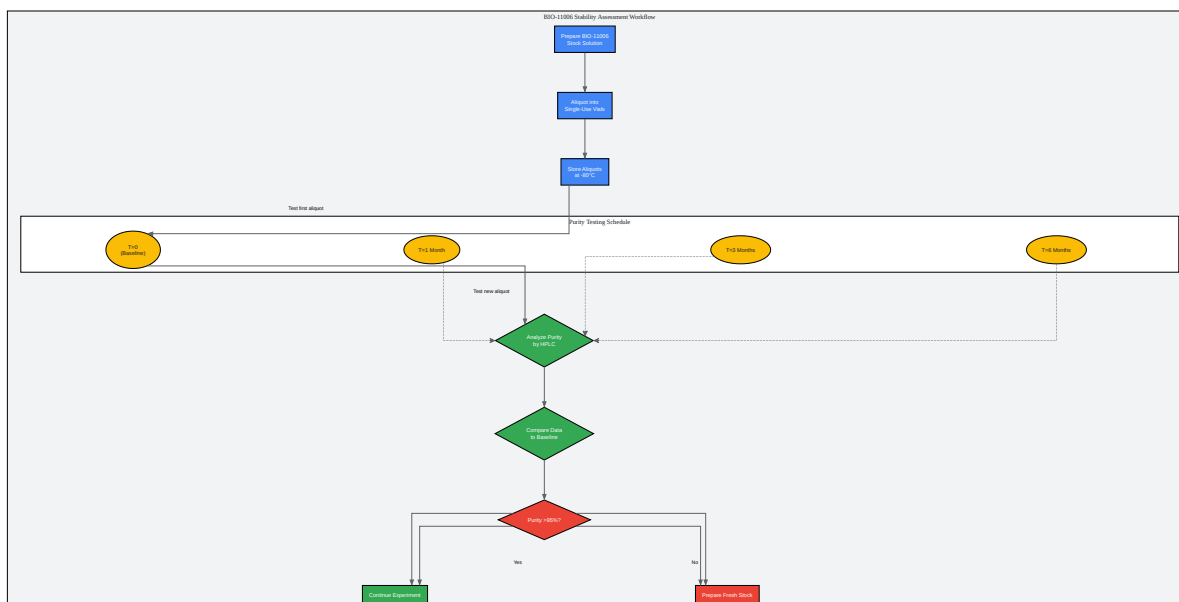 BIO-11006 Stability Assessment Workflow
Prepare BIO-11006
Stock Solution
Aliquot into
Single-Use Vials
Store Aliquots
at -80°C
Test first aliquot
Purity Testing Schedule
T=0
(Baseline)
T=1 Month
T=3 Months
T=6 Months
Test new aliquot
Analyze Purity
by HPLC
Compare Data
to Baseline
Purity >95%?
Yes
No
Continue Experiment
Prepare Fresh Stock